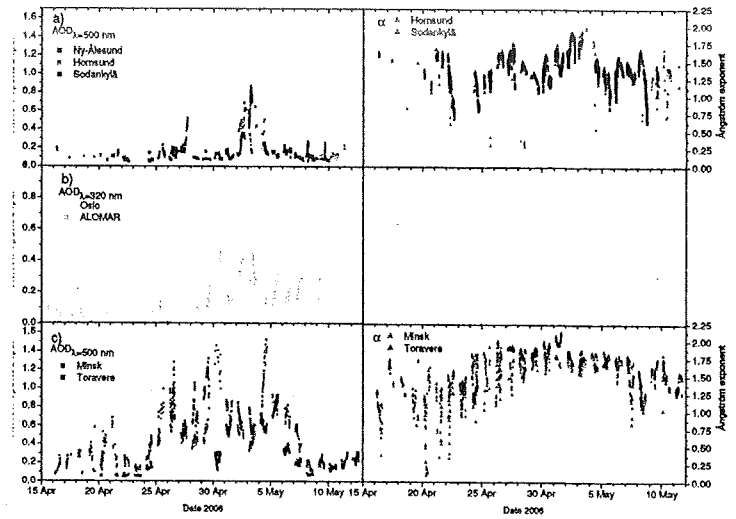 a)
AOD λ=500 nm
Ny-Ålesund
Hornsund
Sodankylä
1.6
1.4
1.2
1.0
0.8
0.6
0.4
0.2
0.0
α
Hornsund
Sodankylä
2.25
2.00
1.75
1.50
1.25
1.00
0.75
0.50
0.25
0.00
Ångström exponent
b)
AOD λ=320 nm
Oslo
ALOMAR
0.8
0.6
0.4
0.2
0.0
c)
AOD λ=500 nm
Minsk
Toravere
1.6
1.4
1.2
1.0
0.8
0.6
0.4
0.2
0.0
α
Minsk
Toravere
2.25
2.00
1.75
1.50
1.25
1.00
0.75
0.50
0.25
0.00
Ångström exponent
15 Apr 20 Apr 25 Apr 30 Apr 5 May 10 May 15 Apr 20 Apr 25 Apr 30 Apr 5 May 10 May
Date 2006 Date 2006